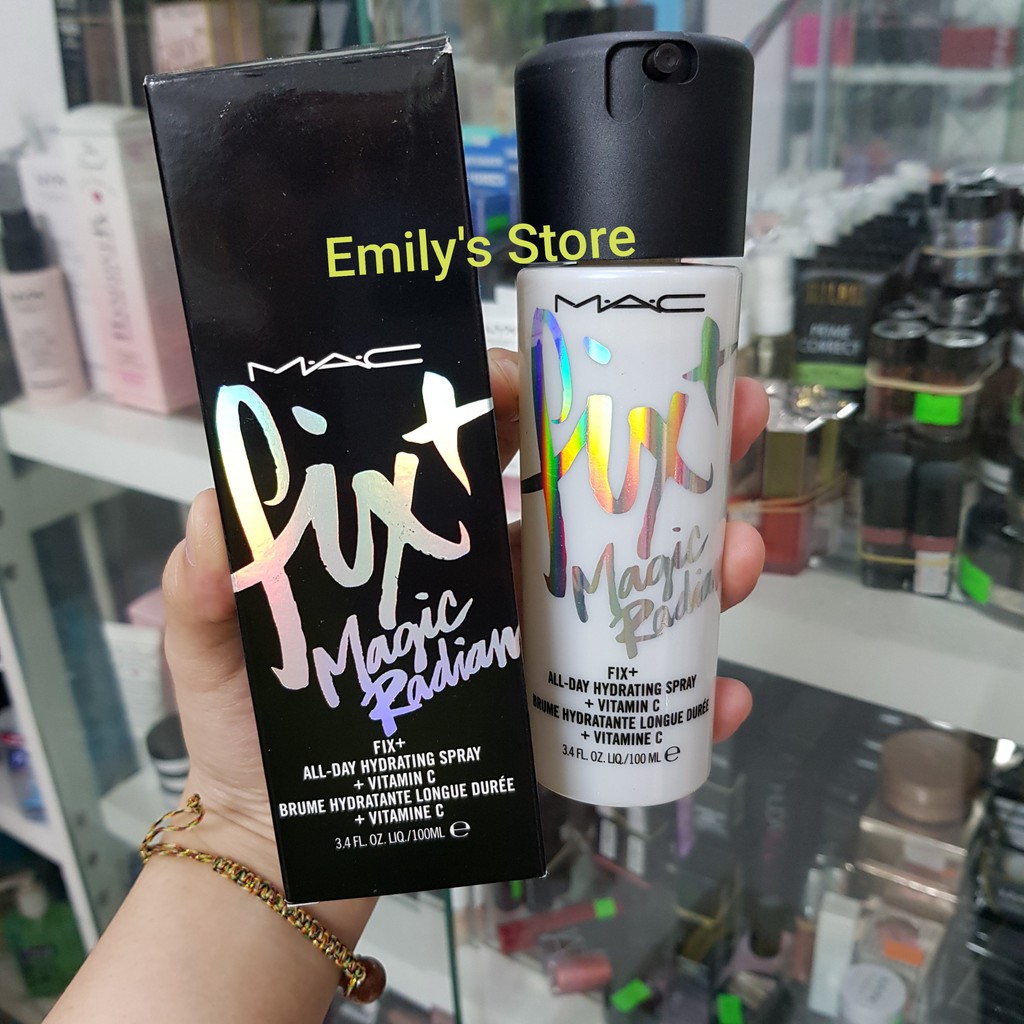 Emily's Store
M·A·C
fix+
Magic
Radian
FIX+
ALL-DAY HYDRATING SPRAY
+ VITAMIN C
BRUME HYDRATANTE LONGUE DURÉE
+ VITAMINE C
3.4 FL. OZ. LIQ./100ML e
M·A·C
fix+
Magic
Radian
FIX+
ALL-DAY HYDRATING SPRAY
+ VITAMIN C
BRUME HYDRATANTE LONGUE DURÉE
+ VITAMINE C
3.4 FL. OZ. LIQ./100 ML e
PRIME
CORRECT